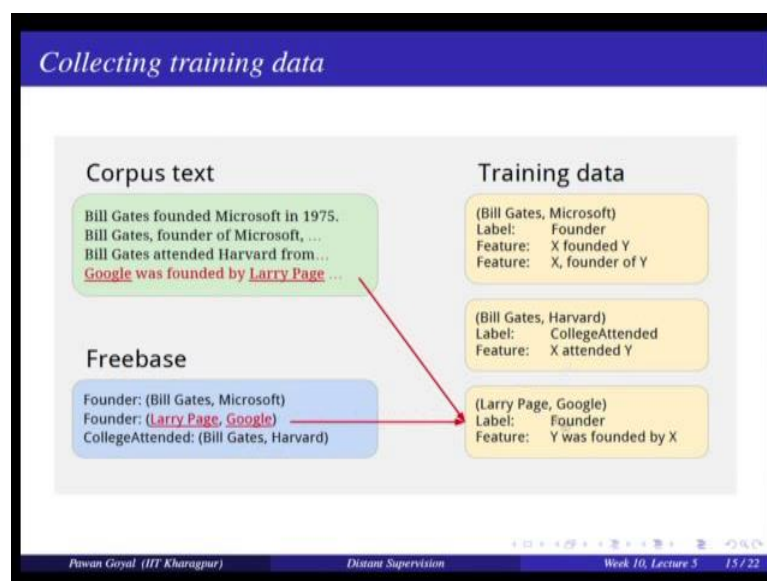 Collecting training data
Corpus text
Bill Gates founded Microsoft in 1975.
Bill Gates, founder of Microsoft, ...
Bill Gates attended Harvard from...
Google was founded by Larry Page ...
Freebase
Founder: (Bill Gates, Microsoft)
Founder: (Larry Page, Google)
CollegeAttended: (Bill Gates, Harvard)
Training data
(Bill Gates, Microsoft)
Label: Founder
Feature: X founded Y
Feature: X, founder of Y
(Bill Gates, Harvard)
Label: CollegeAttended
Feature: X attended Y
(Larry Page, Google)
Label: Founder
Feature: Y was founded by X
Pawan Goyal (IIT Kharagpur) Distant Supervision Week 10, Lecture 5 15 / 22